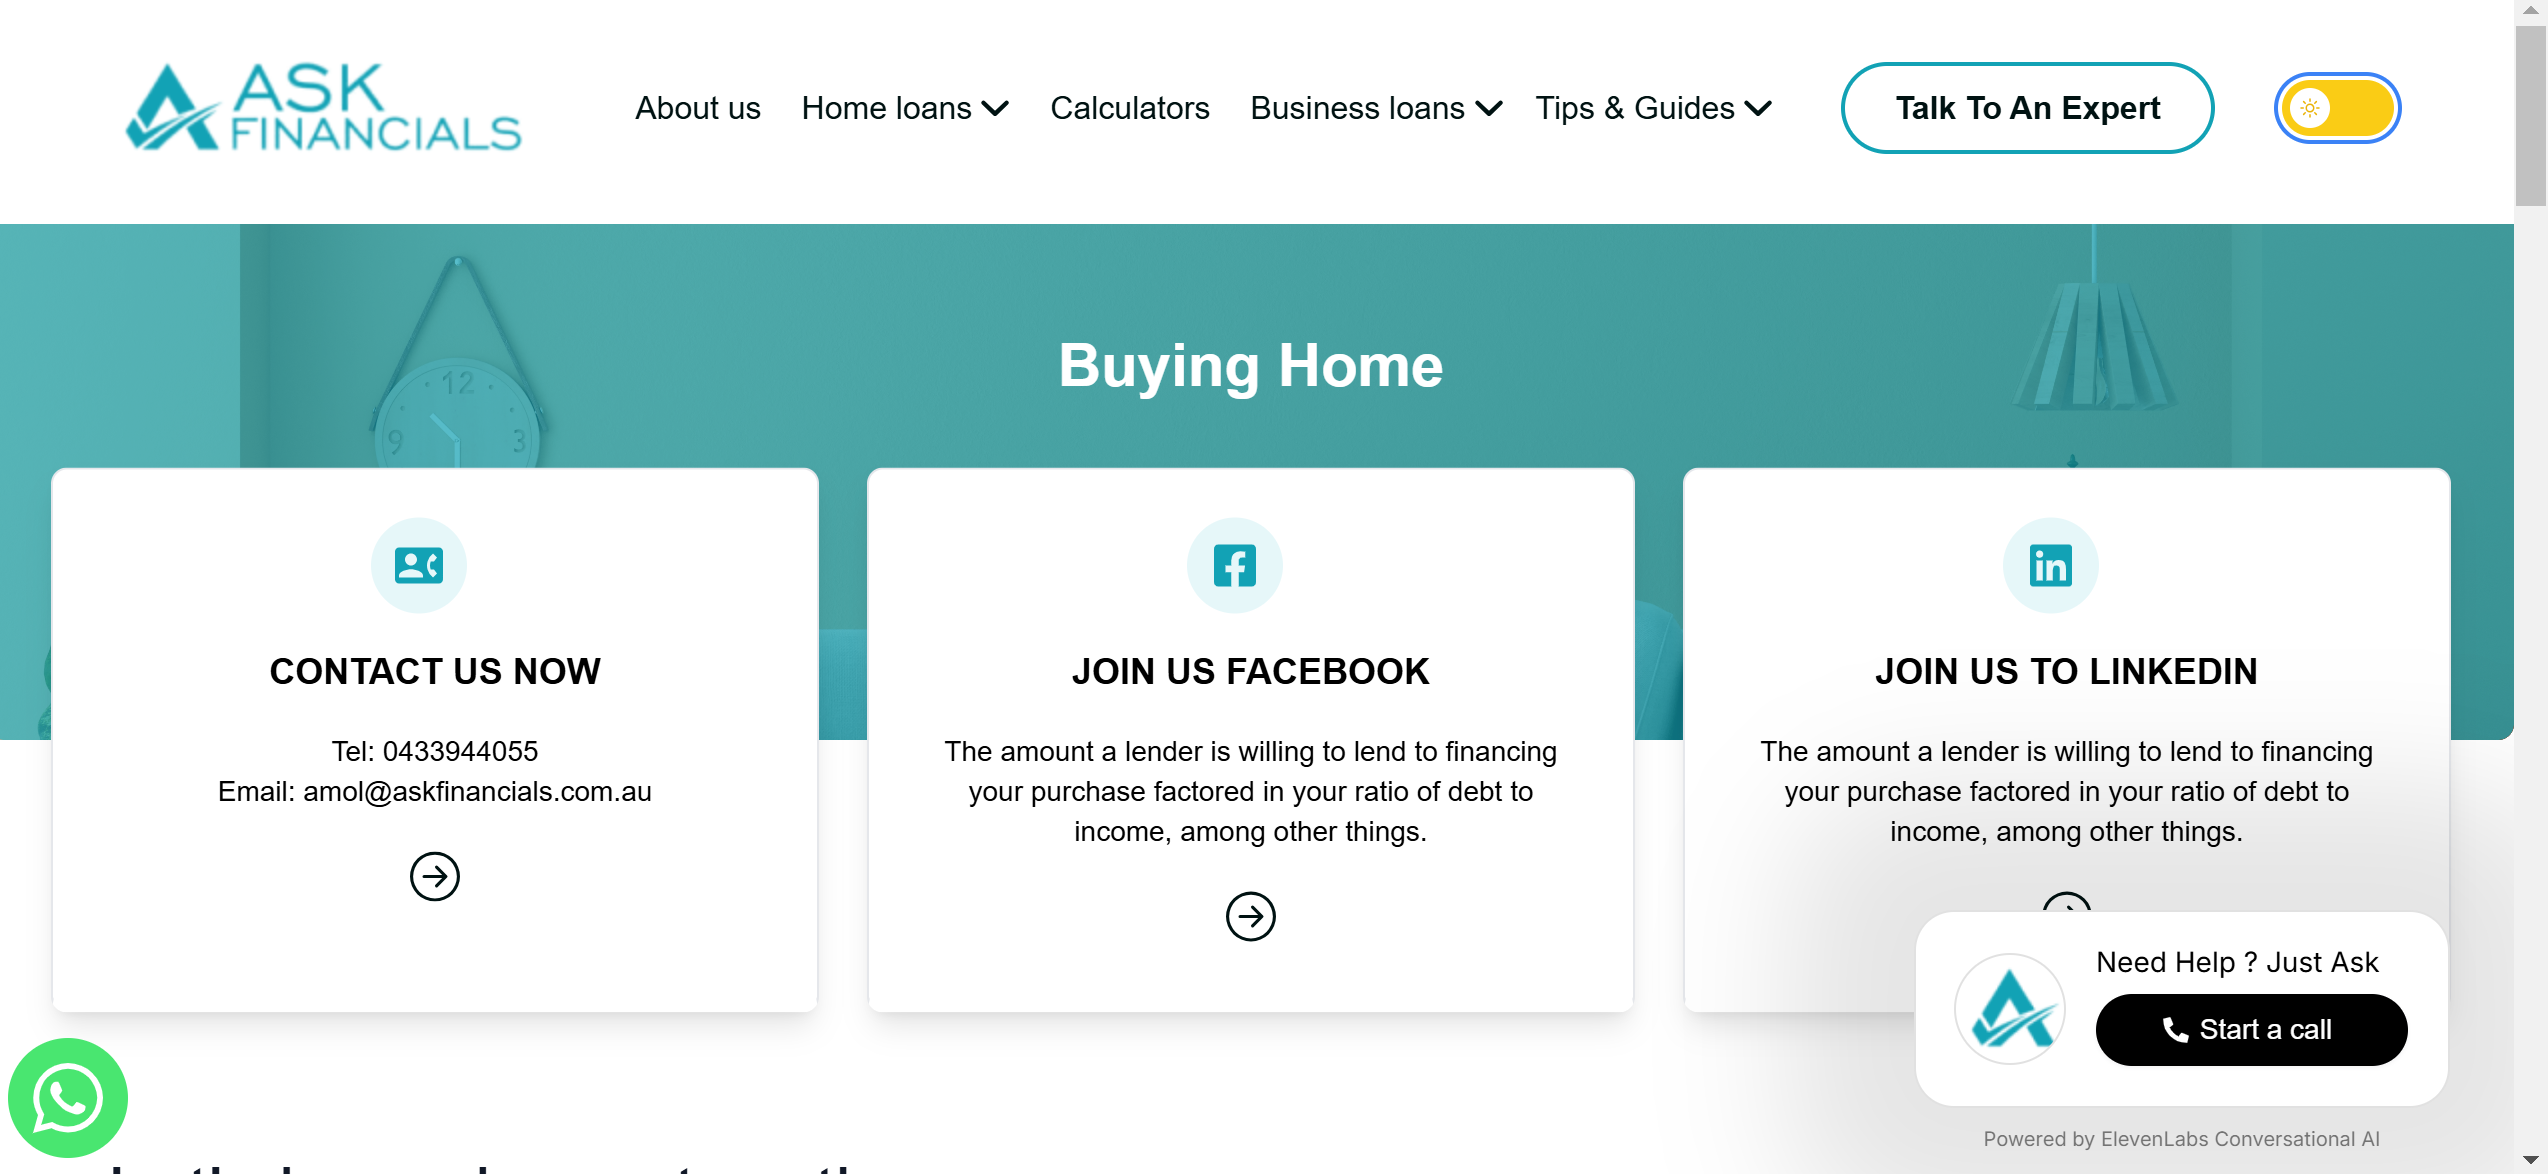 ASK
FINANCIALS
About us
Home loans
Calculators
Business loans
Tips & Guides
Talk To An Expert
12
9
3
Buying Home
CONTACT US NOW
Tel: 0433944055
Email: amol@askfinancials.com.au
JOIN US FACEBOOK
The amount a lender is willing to lend to financing
your purchase factored in your ratio of debt to
income, among other things.
JOIN US TO LINKEDIN
The amount a lender is willing to lend to financing
your purchase factored in your ratio of debt to
income, among other things.
Need Help ? Just Ask
Start a call
Powered by ElevenLabs Conversational AI